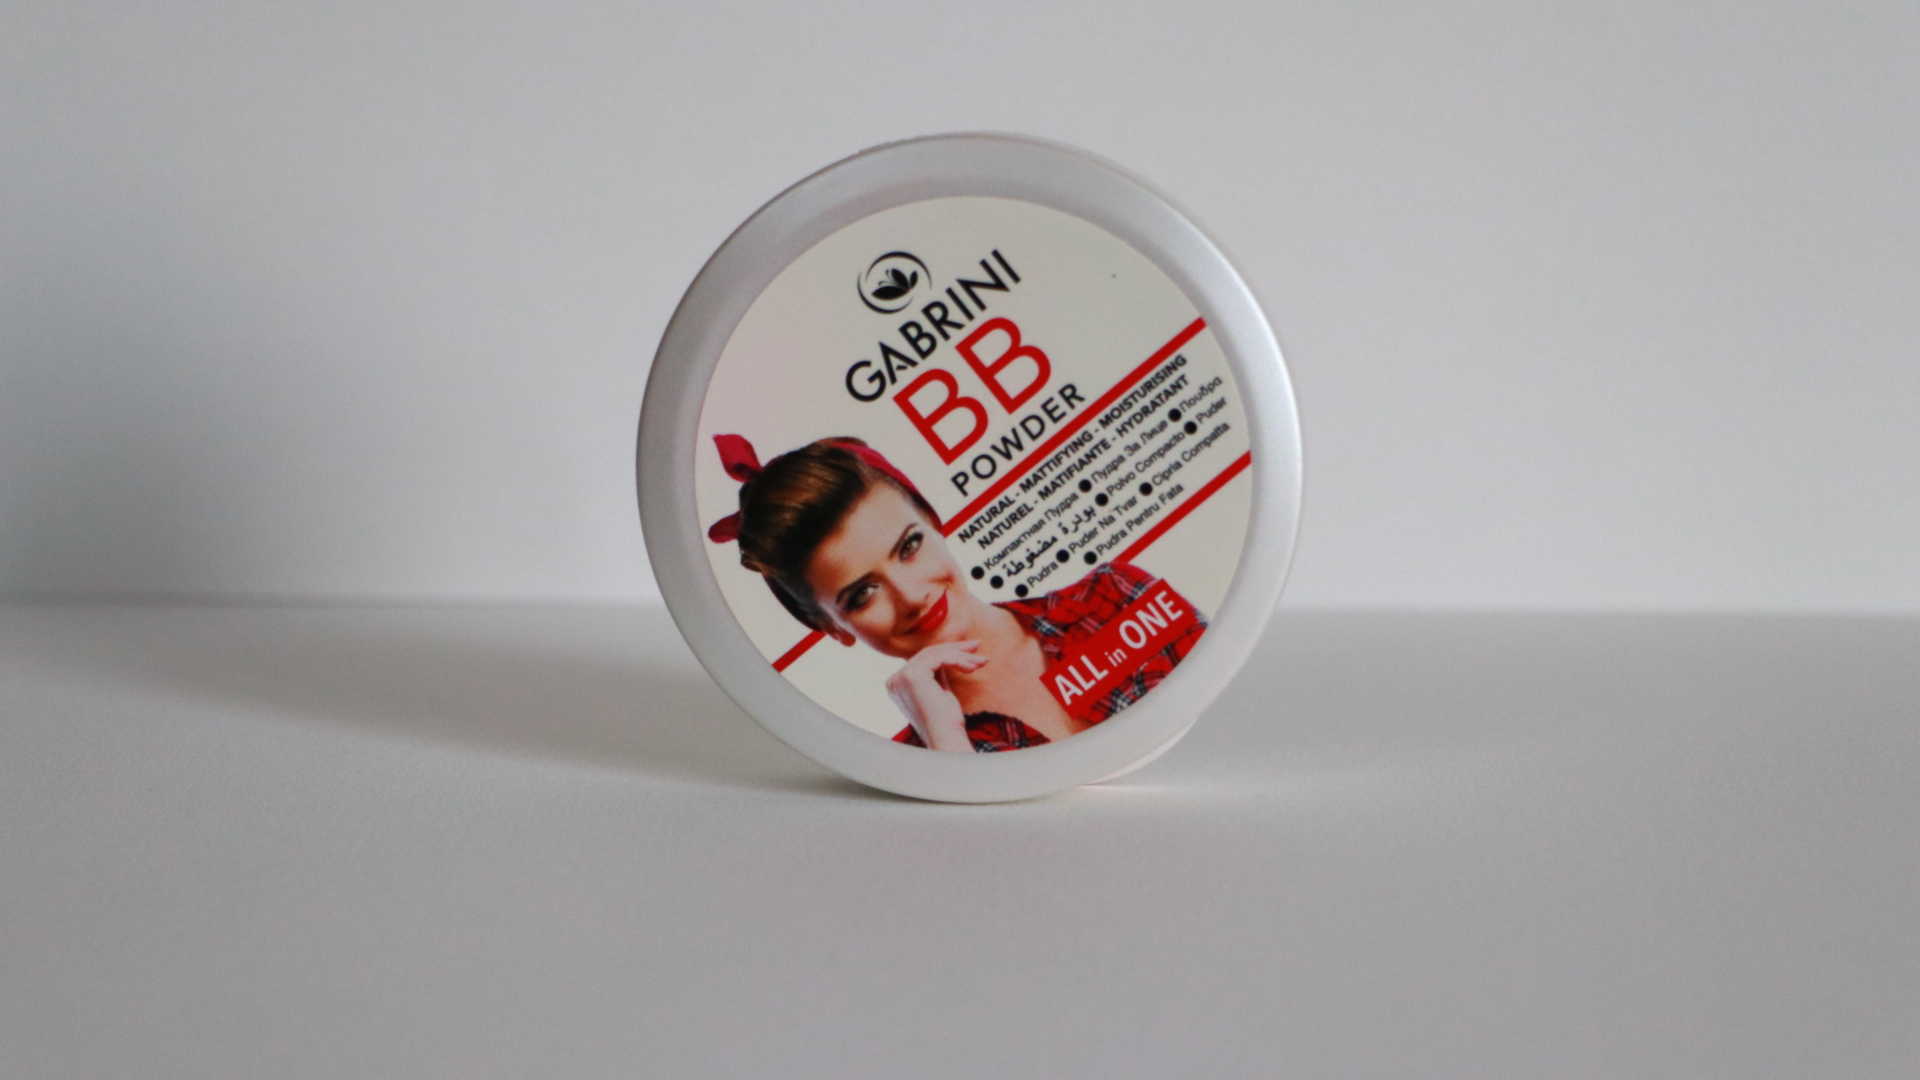 GABRINI
BB
POWDER
NATURAL - MATTIFYING - MOISTURISING
NATUREL - MATIFIANTE - HYDRATANT
● Компактная Пудра ● Пудра За Лице ● Πουδρα
● بودرة مضغوطة ● Polvo Compacto ● Puder
● Pudra ● Puder Na Tvar ● Cipria Compatta
● Pudra Pentru Fata
ALL in ONE